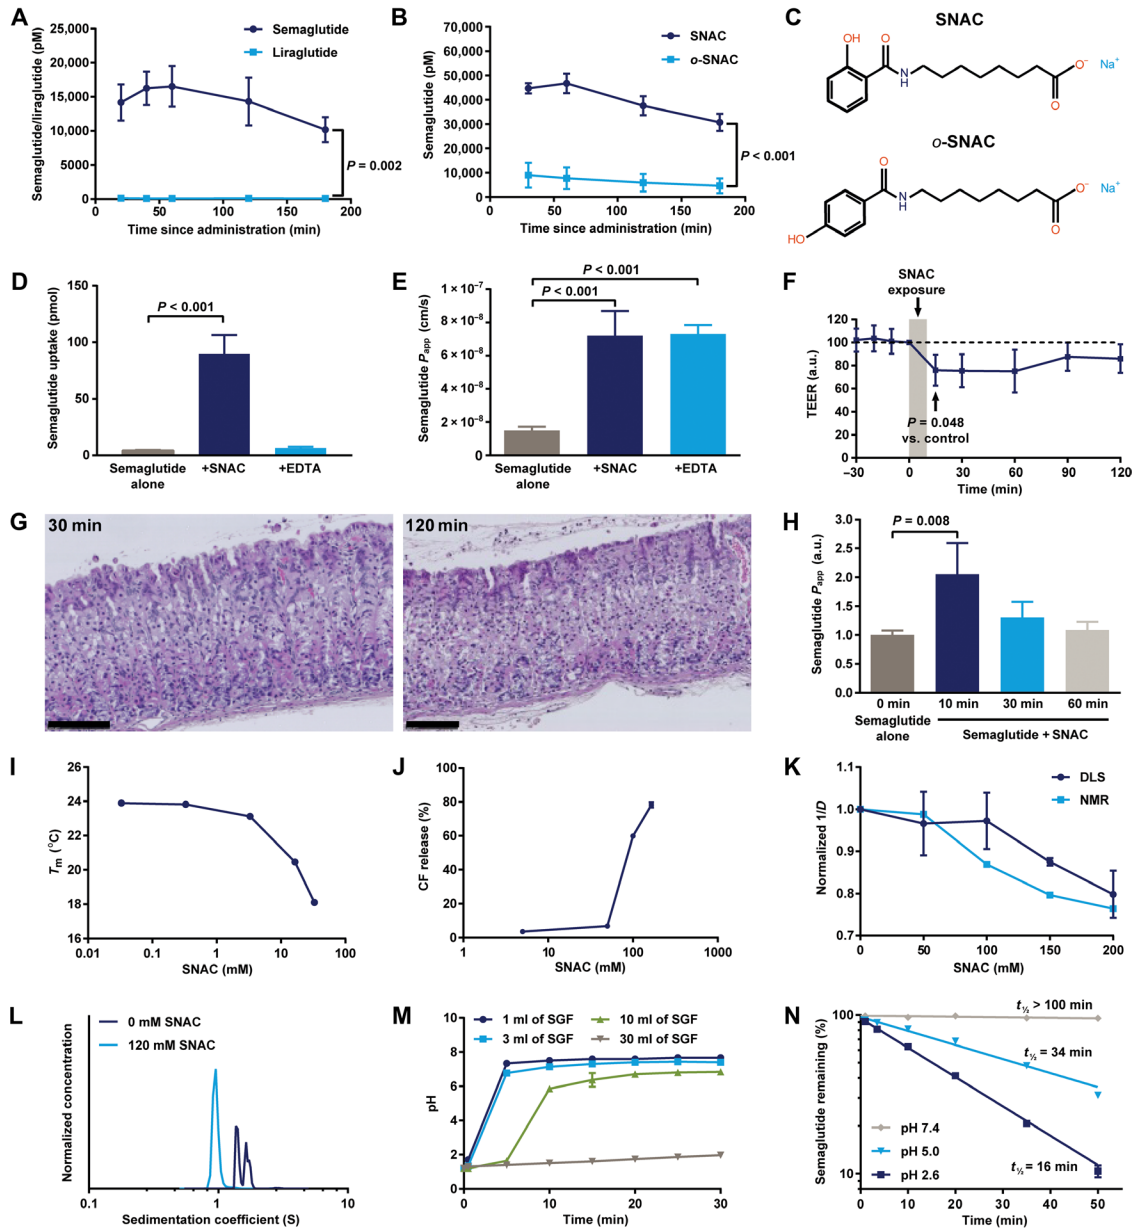 A
25,000
20,000
15,000
10,000
5000
0
Semaglutide/liraglutide (pM)
Semaglutide
Liraglutide
P = 0.002
0 50 100 150 200
Time since administration (min)
B
70,000
60,000
50,000
40,000
30,000
20,000
10,000
0
Semaglutide (pM)
SNAC
o-SNAC
P < 0.001
0 50 100 150 200
Time since administration (min)
C
SNAC
OH
O
N
H
O⁻
O
Na⁺
o-SNAC
O
N
H
HO
O⁻
O
Na⁺
D
150
100
50
0
Semaglutide uptake (pmol)
P < 0.001
Semaglutide alone
+SNAC
+EDTA
E
1 × 10⁻⁷
8 × 10⁻⁸
6 × 10⁻⁸
4 × 10⁻⁸
2 × 10⁻⁸
0
Semaglutide Papp (cm/s)
P < 0.001
P < 0.001
Semaglutide alone
+SNAC
+EDTA
F
SNAC
exposure
120
100
80
60
40
20
0
TEER (a.u.)
P = 0.048
vs. control
−30 0 30 60 90 120
Time (min)
G
30 min
120 min
H
3.0
2.5
2.0
1.5
1.0
0.5
0.0
Semaglutide Papp (a.u.)
P = 0.008
0 min 10 min 30 min 60 min
Semaglutide alone
Semaglutide + SNAC
I
26
24
22
20
18
16
Tm (°C)
0.01 0.1 1 10 100
SNAC (mM)
J
100
80
60
40
20
0
CF release (%)
1 10 100 1000
SNAC (mM)
K
1.1
1.0
0.9
0.8
0.7
Normalized 1/D
DLS
NMR
0 50 100 150 200
SNAC (mM)
L
Normalized concentration
0 mM SNAC
120 mM SNAC
0.1 1 10
Sedimentation coefficient (S)
M
1 ml of SGF
3 ml of SGF
10 ml of SGF
30 ml of SGF
8
6
4
2
0
pH
0 10 20 30
Time (min)
N
100
10
Semaglutide remaining (%)
t½ > 100 min
t½ = 34 min
t½ = 16 min
pH 7.4
pH 5.0
pH 2.6
0 10 20 30 40 50
Time (min)